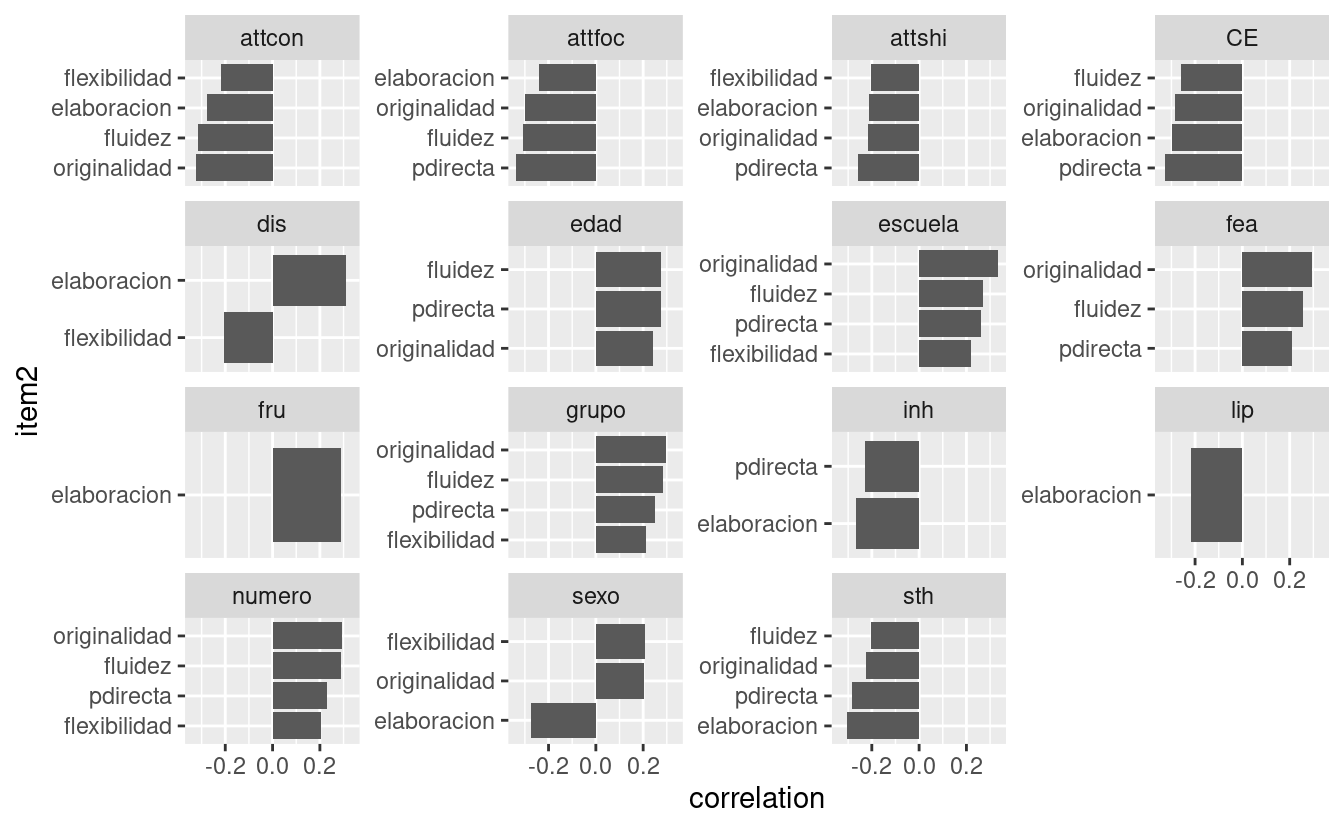 attcon
flexibilidad
elaboracion
fluidez
originalidad
attfoc
elaboracion
originalidad
fluidez
pdirecta
attshi
flexibilidad
elaboracion
originalidad
pdirecta
CE
fluidez
originalidad
elaboracion
pdirecta
dis
elaboracion
flexibilidad
edad
fluidez
pdirecta
originalidad
escuela
originalidad
fluidez
pdirecta
flexibilidad
fea
originalidad
fluidez
pdirecta
item2
fru
elaboracion
grupo
originalidad
fluidez
pdirecta
flexibilidad
inh
pdirecta
elaboracion
lip
elaboracion
-0.2 0.0 0.2
numero
originalidad
fluidez
pdirecta
flexibilidad
-0.2 0.0 0.2
sexo
flexibilidad
originalidad
elaboracion
-0.2 0.0 0.2
sth
fluidez
originalidad
pdirecta
elaboracion
-0.2 0.0 0.2
correlation